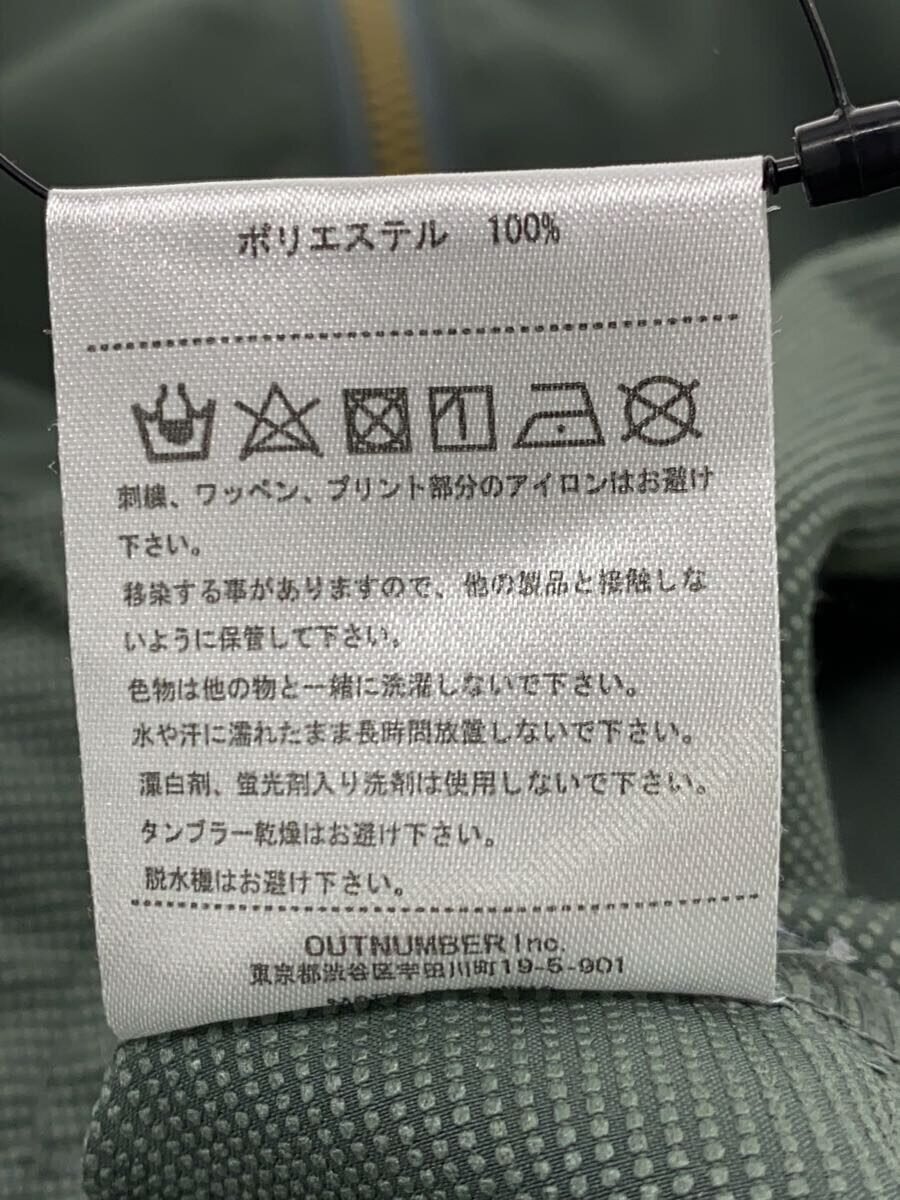 ポリエステル 100%
刺繍、ワッペン、プリント部分のアイロンはお避け
下さい。
移染する事がありますので、他の製品と接触しな
いように保管して下さい。
色物は他の物と一緒に洗濯しないで下さい。
水や汗に濡れたまま長時間放置しないで下さい。
漂白剤、蛍光剤入り洗剤は使用しないで下さい。
タンブラー乾燥はお避け下さい。
脱水機はお避け下さい。
OUTNUMBER Inc.
東京都渋谷区宇田川町19-5-901